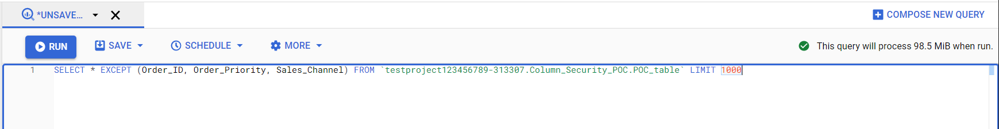 *UNSAVE...
COMPOSE NEW QUERY
RUN SAVE SCHEDULE MORE This query will process 98.5 MiB when run.
1 SELECT * EXCEPT (Order_ID, Order_Priority, Sales_Channel) FROM `testproject123456789-313307.Column_Security_POC.POC_table` LIMIT 1000